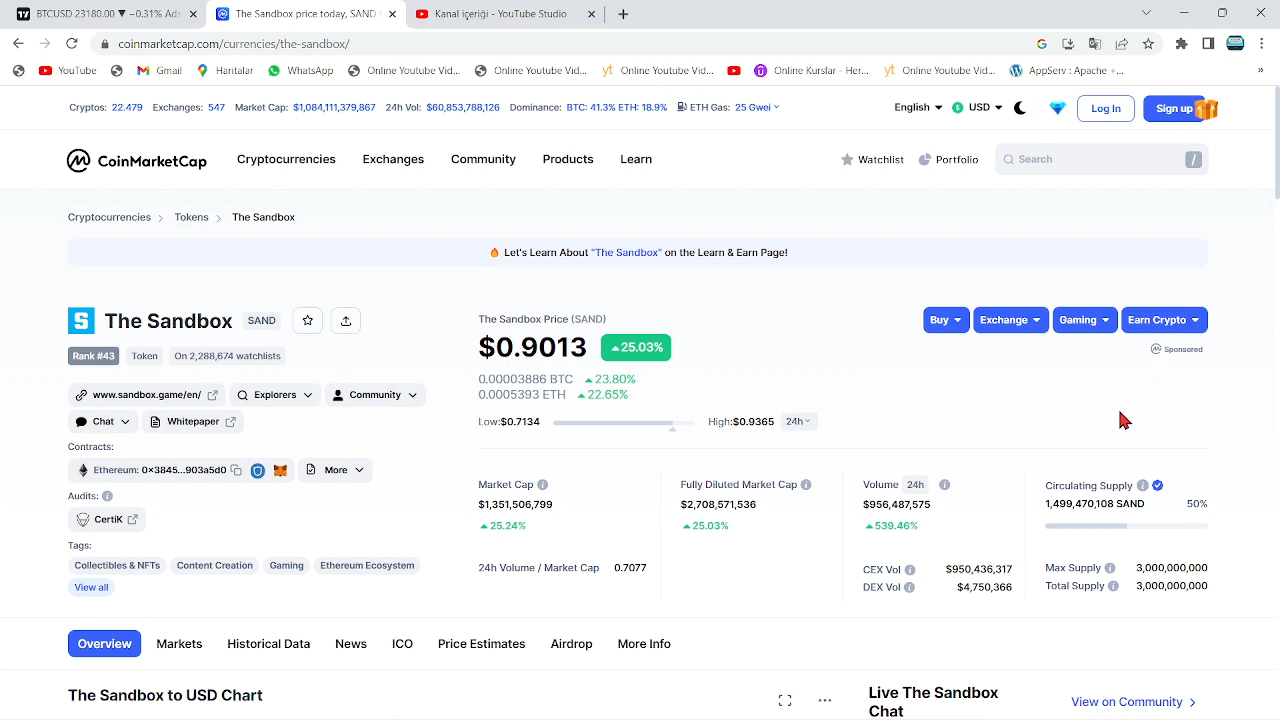 BTCUSD 23180.00 ▼ −0.31% Ads
The Sandbox price today, SAND
Kanal içeriği - YouTube Studio
coinmarketcap.com/currencies/the-sandbox/
YouTube Gmail Haritalar WhatsApp Online Youtube Vid... Online Youtube Vid... Online Youtube Vid... Online Kurslar - Her... Online Youtube Vid... AppServ : Apache +... »
Cryptos: 22.479 Exchanges: 547 Market Cap: $1,084,111,379,867 24h Vol: $60,853,788,126 Dominance: BTC: 41.3% ETH: 18.9% ETH Gas: 25 Gwei English USD Log In Sign up
CoinMarketCap Cryptocurrencies Exchanges Community Products Learn Watchlist Portfolio Search /
Cryptocurrencies > Tokens > The Sandbox
Let's Learn About "The Sandbox" on the Learn & Earn Page!
S The Sandbox SAND
Rank #43 Token On 2,288,674 watchlists
www.sandbox.game/en/ Explorers Community
Chat Whitepaper
Contracts:
Ethereum: 0x3845...903a5d0 More
Audits:
CertiK
Tags:
Collectibles & NFTs Content Creation Gaming Ethereum Ecosystem
View all
The Sandbox Price (SAND)
$0.9013 25.03%
0.00003886 BTC 23.80%
0.0005393 ETH 22.65%
Low:$0.7134 High:$0.9365 24h
Buy Exchange Gaming Earn Crypto
Sponsored
Market Cap
$1,351,506,799
25.24%
24h Volume / Market Cap 0.7077
Fully Diluted Market Cap
$2,708,571,536
25.03%
Volume 24h
$956,487,575
539.46%
CEX Vol $950,436,317
DEX Vol $4,750,366
Circulating Supply
1,499,470,108 SAND 50%
Max Supply 3,000,000,000
Total Supply 3,000,000,000
Overview Markets Historical Data News ICO Price Estimates Airdrop More Info
The Sandbox to USD Chart
Live The Sandbox
Chat
View on Community >